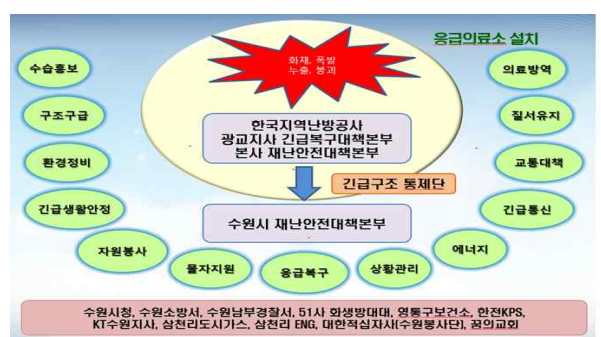 응급의료소 설치
화재, 폭발
누출, 붕괴
한국지역난방공사
광교지사 긴급복구대책본부
본사 재난안전대책본부
긴급구조 통제단
수원시 재난안전대책본부
수습홍보
구조구급
환경정비
긴급생활안정
자원봉사
물자지원
응급복구
상황관리
에너지
긴급통신
교통대책
질서유지
의료방역
수원시청, 수원소방서, 수원남부경찰서, 51사 화생방대대, 영통구보건소, 한전KPS,
KT수원지사, 삼천리도시가스, 삼천리 ENG, 대한적십자사(수원봉사단), 꿈의교회